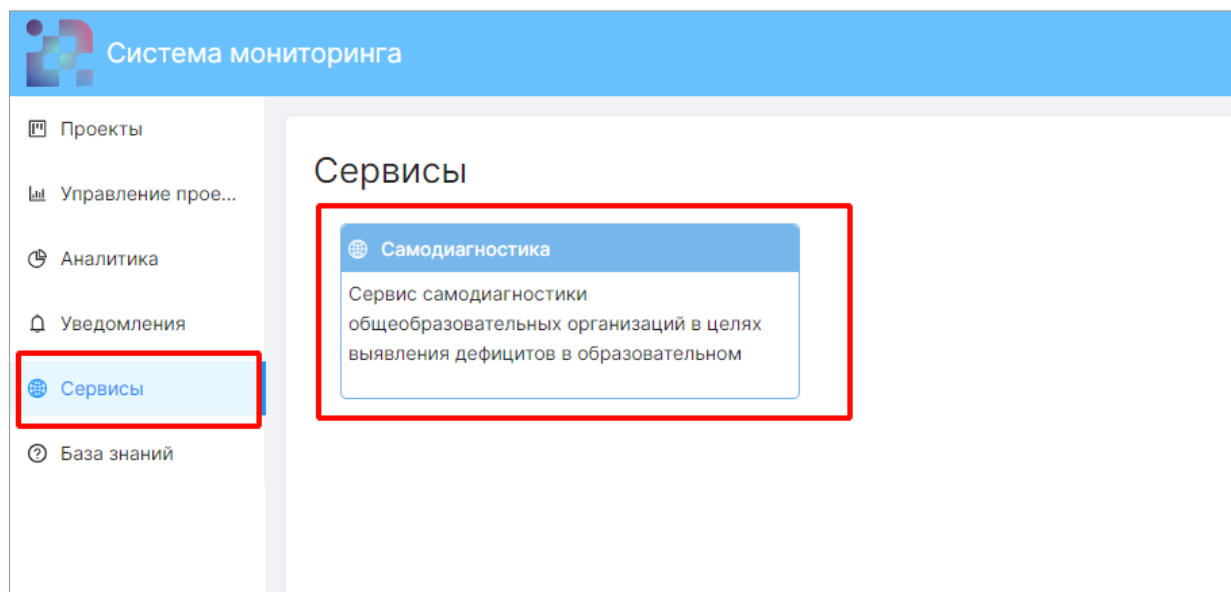 Система мониторинга
Проекты
Управление прое...
Аналитика
Уведомления
Сервисы
База знаний
Сервисы
Самодиагностика
Сервис самодиагностики
общеобразовательных организаций в целях
выявления дефицитов в образовательном